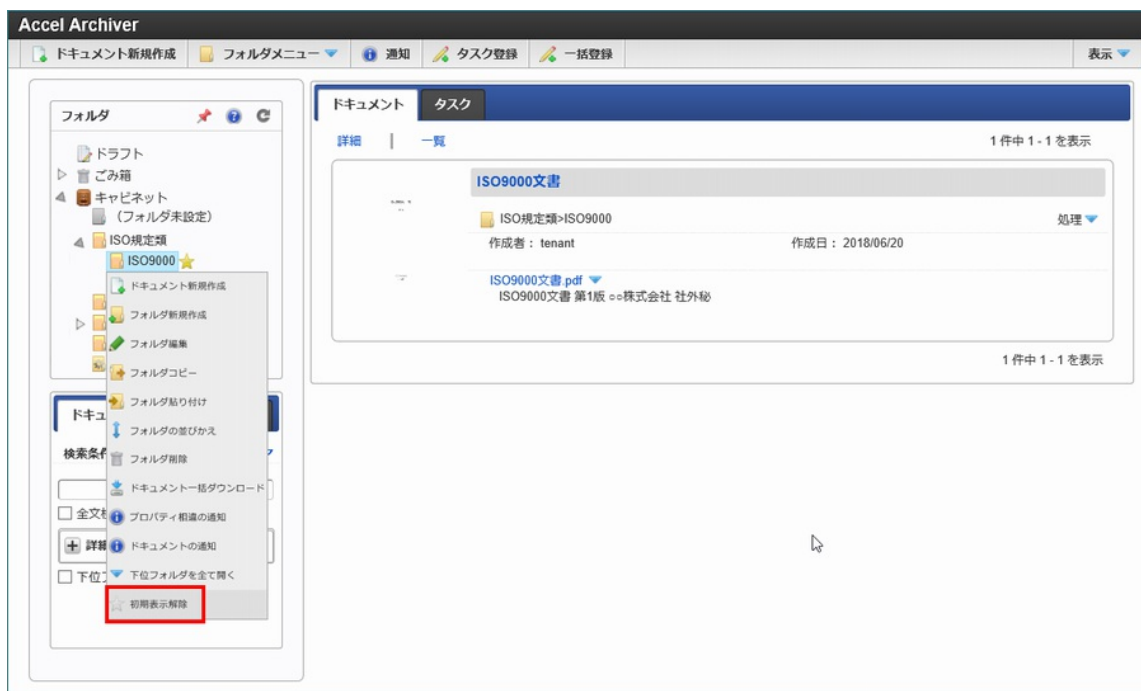 Accel Archiver
ドキュメント新規作成 フォルダメニュー 通知 タスク登録 一括登録 表示
フォルダ
ドラフト
ごみ箱
キャビネット
(フォルダ未設定)
ISO規定類
ISO9000
ドキュメント新規作成
フォルダ新規作成
フォルダ編集
フォルダコピー
フォルダ貼り付け
フォルダの並びかえ
フォルダ削除
ドキュメント一括ダウンロード
プロパティ相違の通知
ドキュメントの通知
下位フォルダを全て開く
初期表示解除
ドキュ
検索条件
全文検
詳細
下位フ
ドキュメント タスク
詳細 | 一覧 1 件中 1 - 1 を表示
ISO9000文書
ISO規定類>ISO9000 処理
作成者: tenant 作成日: 2018/06/20
ISO9000文書.pdf
ISO9000文書 第1版 ○○株式会社 社外秘
1 件中 1 - 1 を表示